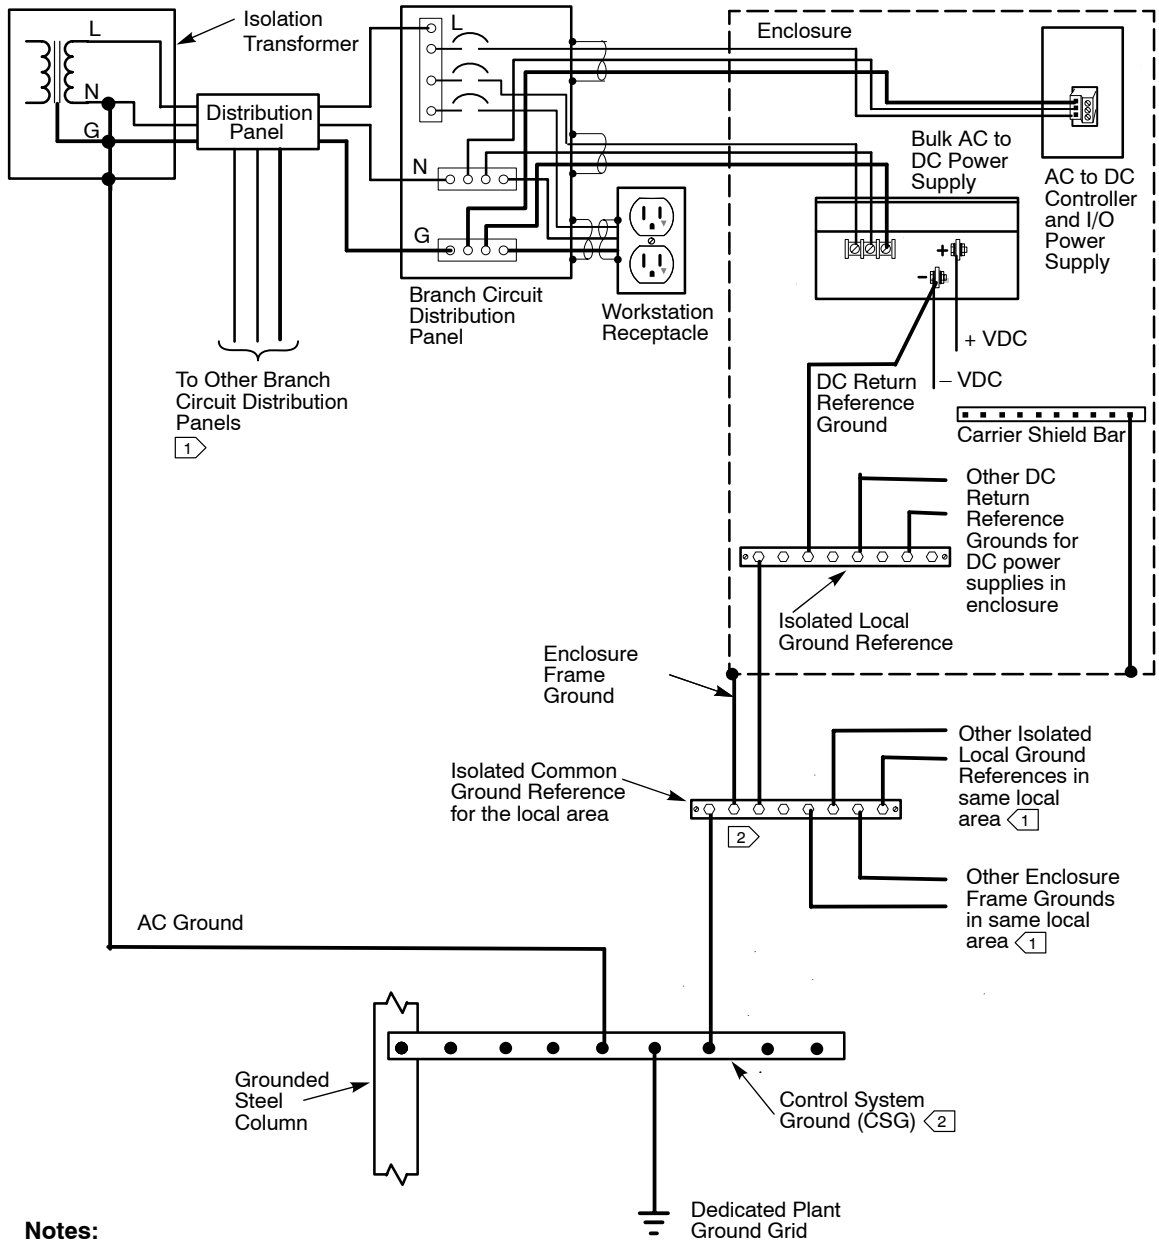 Isolation
Transformer
L
N
G
Distribution
Panel
L
N
G
Branch Circuit
Distribution
Panel
Workstation
Receptacle
Enclosure
Bulk AC to
DC Power
Supply
AC to DC
Controller
and I/O
Power
Supply
+
-
+ VDC
– VDC
DC Return
Reference
Ground
Carrier Shield Bar
To Other Branch
Circuit Distribution
Panels
1
Other DC
Return
Reference
Grounds for
DC power
supplies in
enclosure
Isolated Local
Ground Reference
Enclosure
Frame
Ground
Isolated Common
Ground Reference
for the local area
2
Other Isolated
Local Ground
References in
same local
area 1
Other Enclosure
Frame Grounds
in same local
area 1
AC Ground
Grounded
Steel
Column
Control System
Ground (CSG) 2
Dedicated Plant
Ground Grid
Notes: